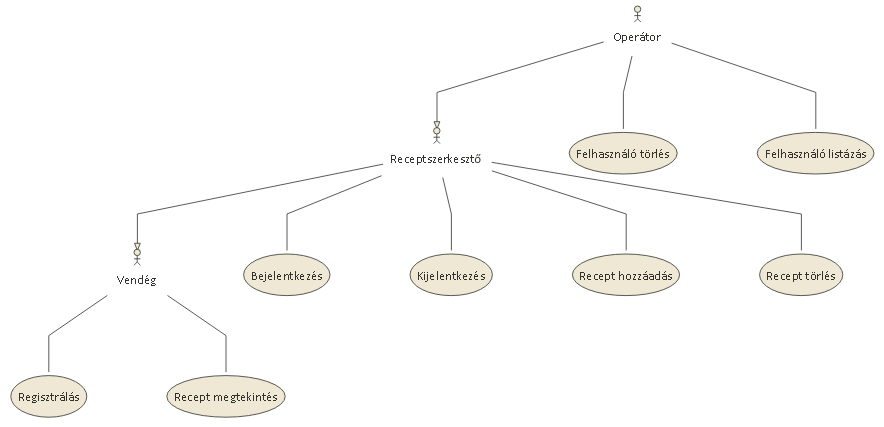 Operátor
Felhasználó törlés
Felhasználó listázás
Receptszerkesztő
Bejelentkezés
Kijelentkezés
Recept hozzáadás
Recept törlés
Vendég
Regisztrálás
Recept megtekintés